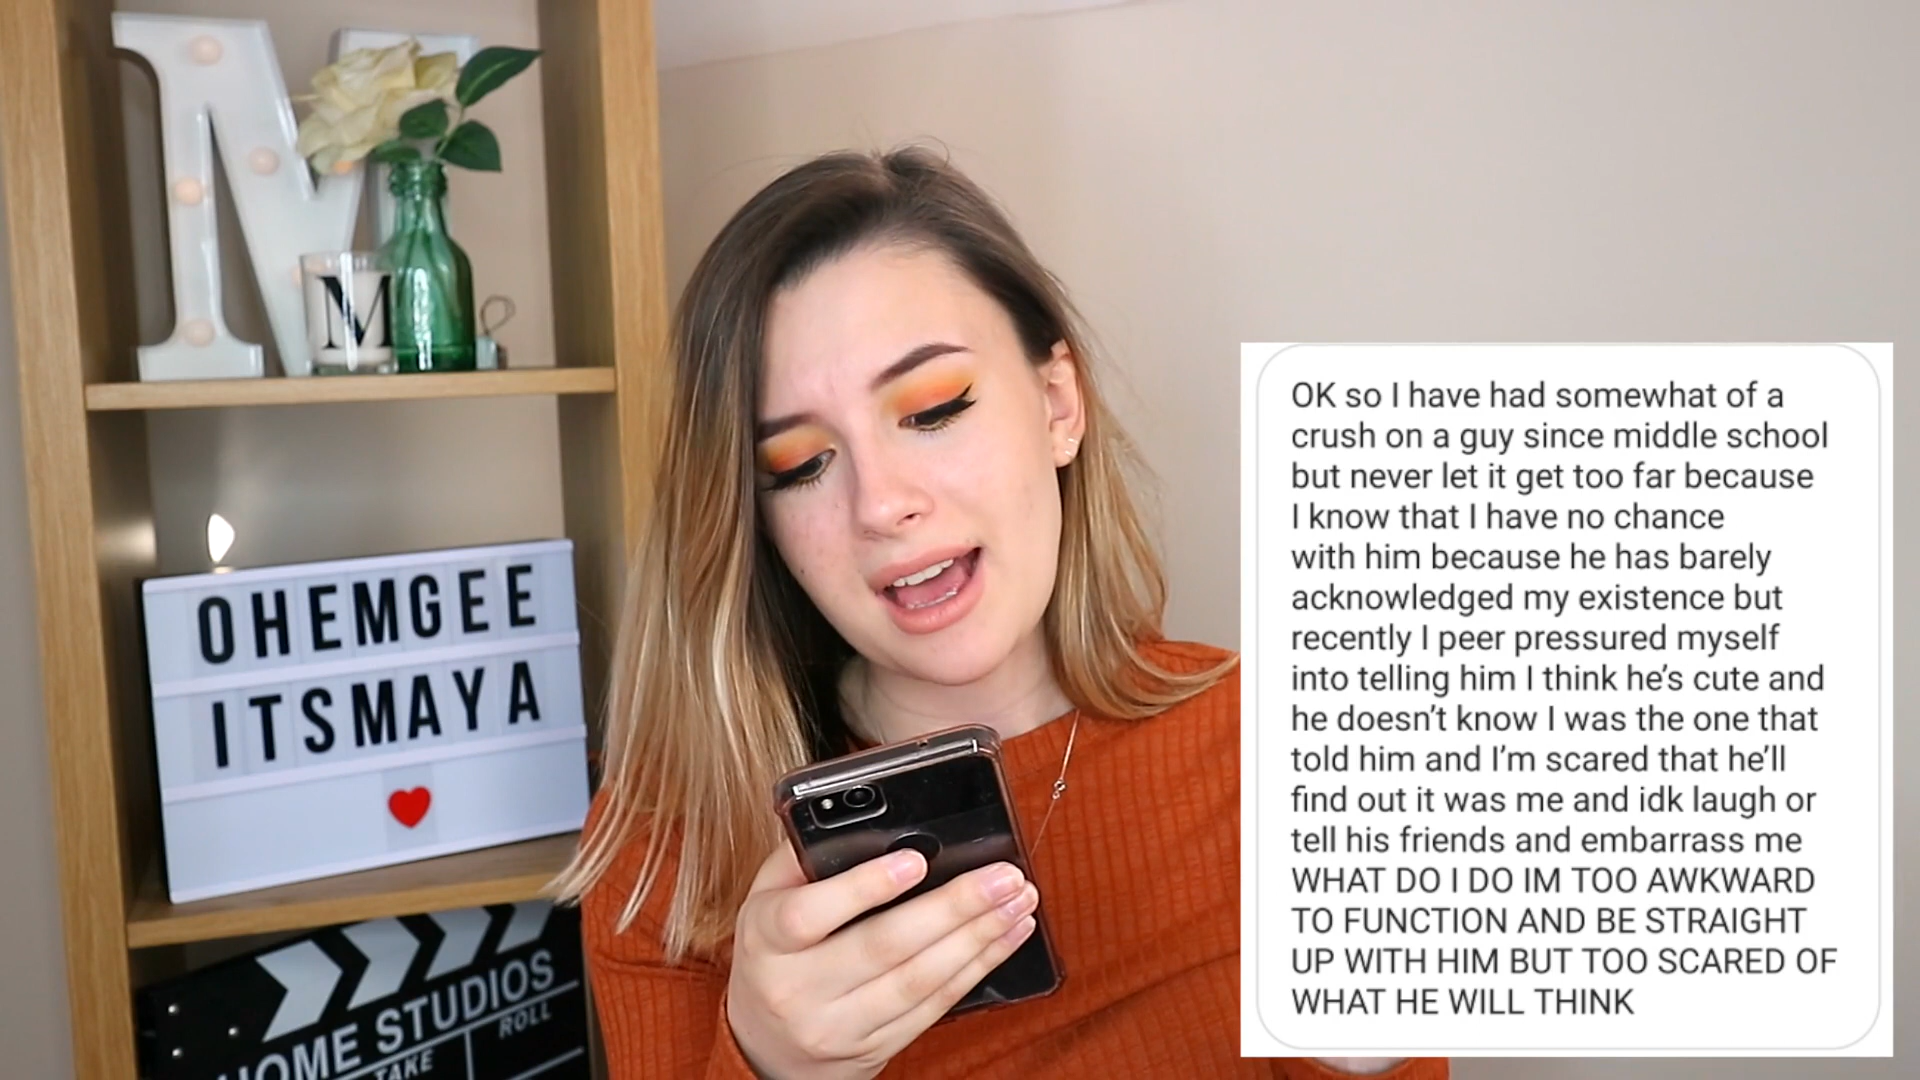 M
M
OHEMGEE
ITSMAYA
HOME STUDIOS
ROLL
TAKE
OK so I have had somewhat of a
crush on a guy since middle school
but never let it get too far because
I know that I have no chance
with him because he has barely
acknowledged my existence but
recently I peer pressured myself
into telling him I think he's cute and
he doesn't know I was the one that
told him and I'm scared that he'll
find out it was me and idk laugh or
tell his friends and embarrass me
WHAT DO I DO IM TOO AWKWARD
TO FUNCTION AND BE STRAIGHT
UP WITH HIM BUT TOO SCARED OF
WHAT HE WILL THINK